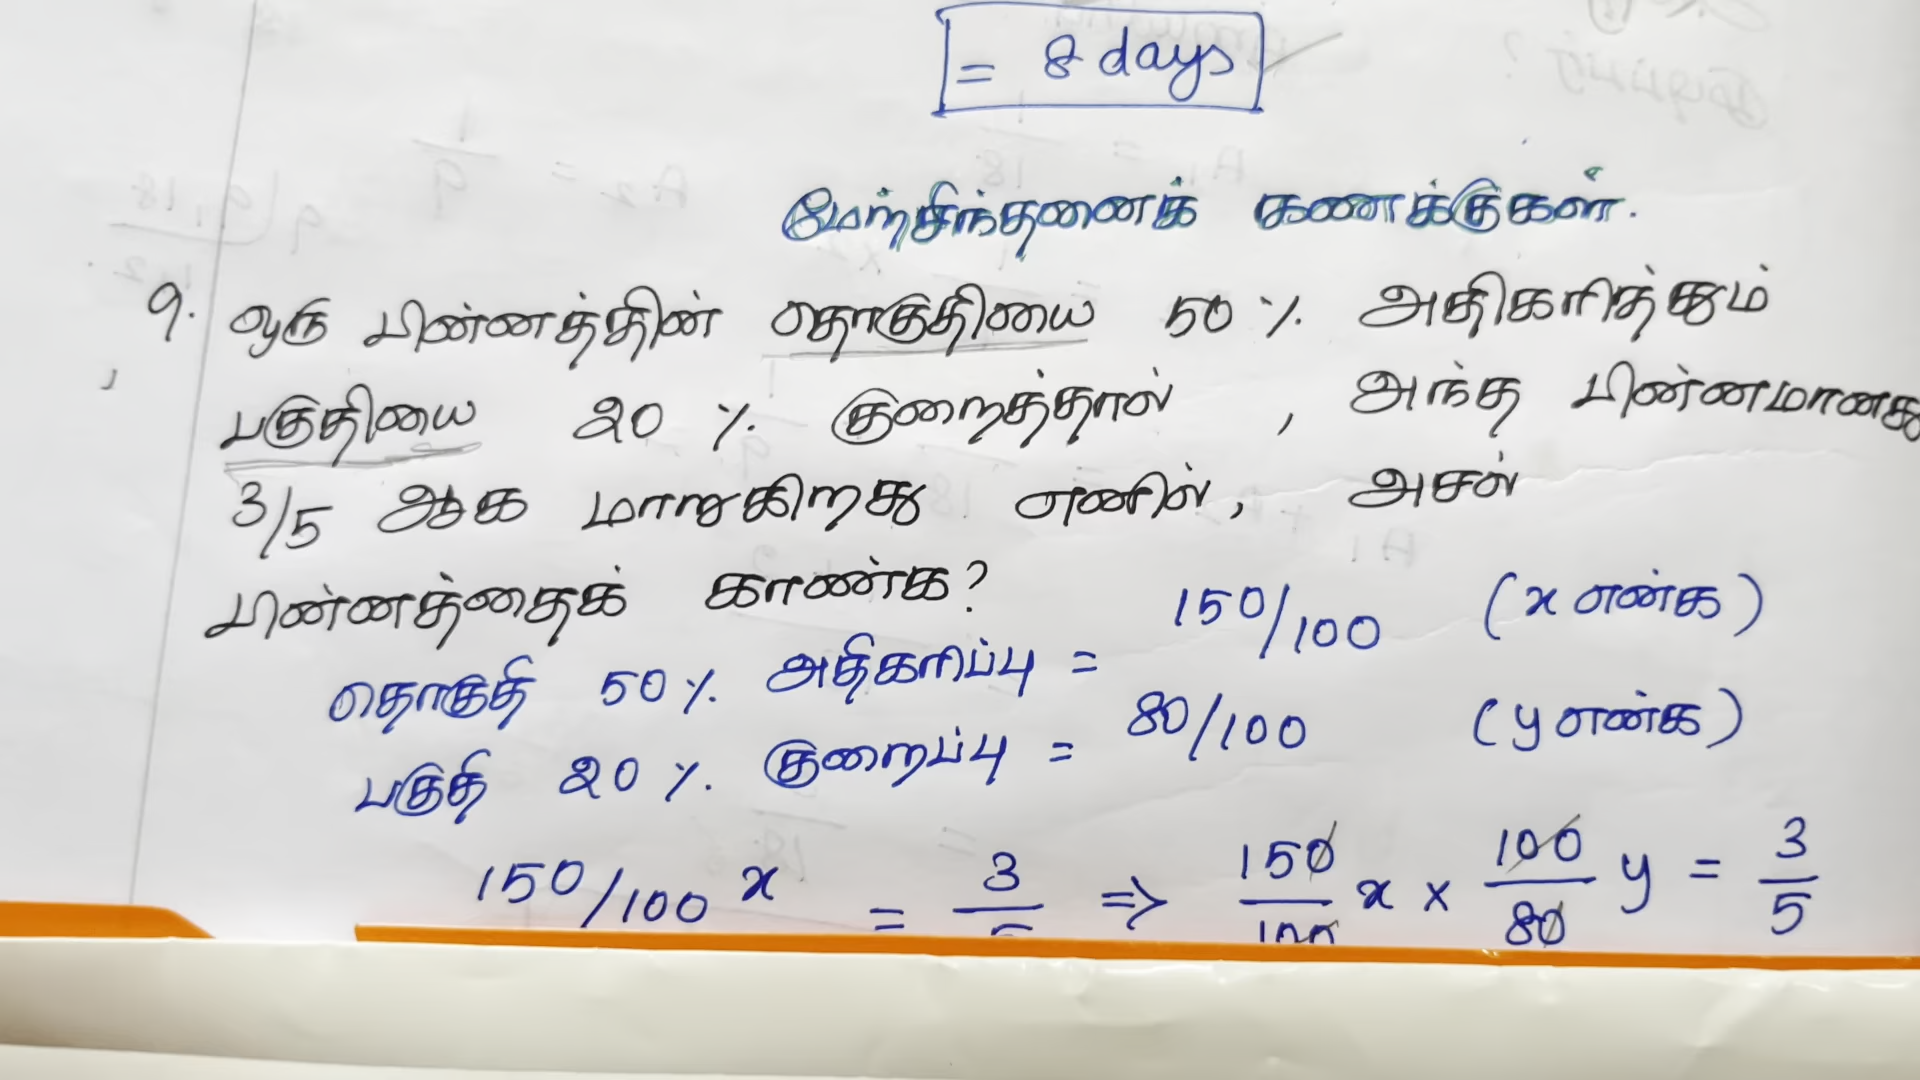 = 8 days
மேற்சிந்தனைக் கணக்குகள்.
9. ஒரு பின்னத்தின் தொகுதியை 50 %. அதிகரித்தும்
பகுதியை 20 %. குறைத்தால் , அந்த பின்னமானது
3/5 ஆக மாறுகிறது எனில், அசல்
பின்னத்தைக் காண்க?
தொகுதி 50 %. அதிகரிப்பு = 150/100 (x என்க)
பகுதி 20 %. குறைப்பு = 80/100 (y என்க)
150/100 x = 3 => 150/100 x × 100/80 y = 3/5